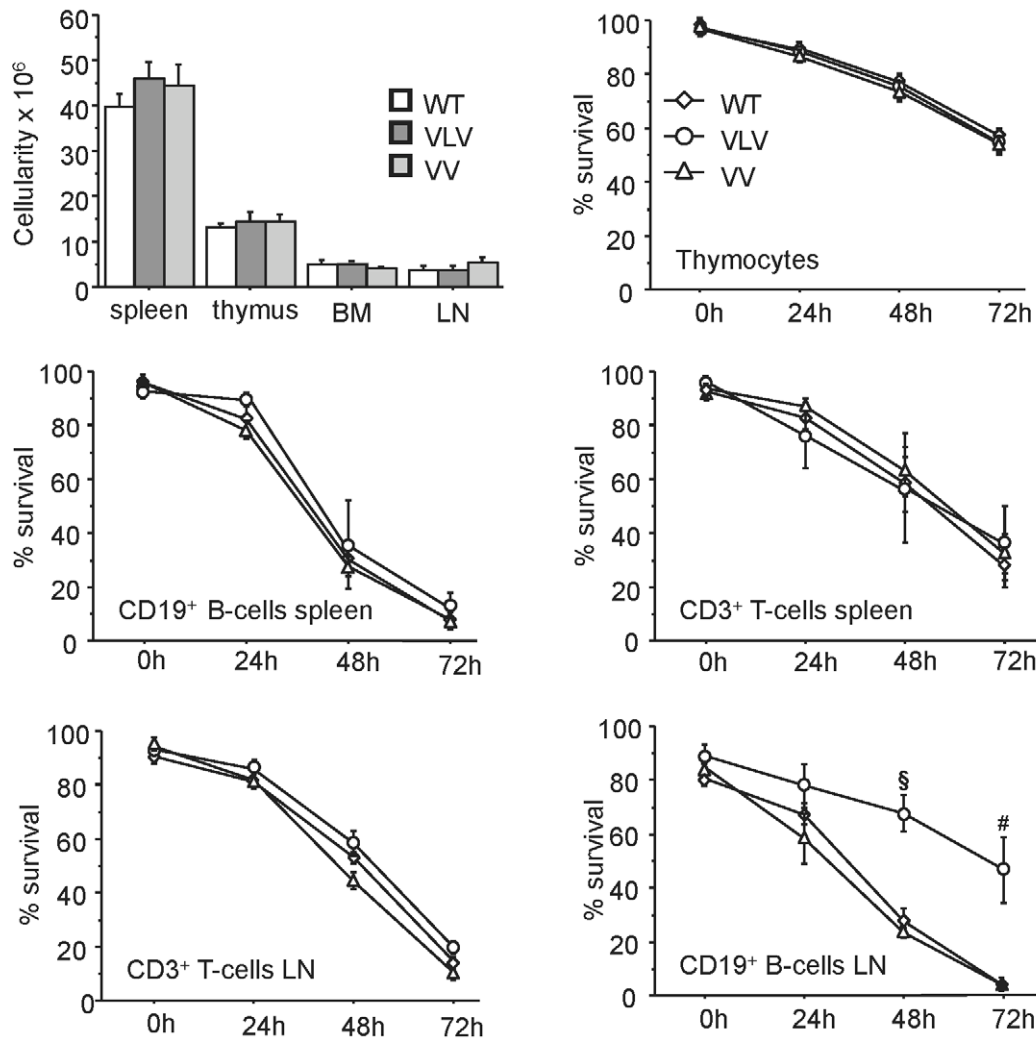 Cellularity x 10⁶
60
50
40
30
20
10
0
spleen thymus BM LN
WT
VLV
VV
% survival
100
80
60
40
20
0
WT
VLV
VV
Thymocytes
0h 24h 48h 72h
% survival
100
80
60
40
20
0
CD19⁺ B-cells spleen
0h 24h 48h 72h
% survival
100
80
60
40
20
0
CD3⁺ T-cells spleen
0h 24h 48h 72h
% survival
100
80
60
40
20
0
CD3⁺ T-cells LN
0h 24h 48h 72h
% survival
100
80
60
40
20
0
§
#
CD19⁺ B-cells LN
0h 24h 48h 72h